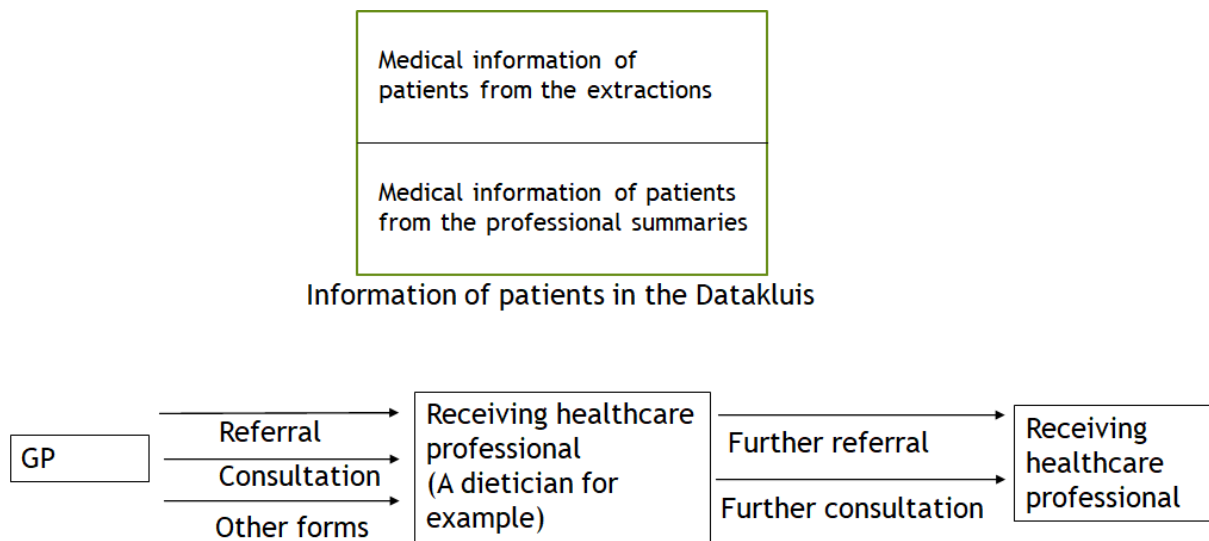 Medical information of
patients from the extractions
Medical information of patients
from the professional summaries
Information of patients in the Datakluis
GP
Referral
Consultation
Other forms
Receiving healthcare
professional
(A dietician for
example)
Further referral
Further consultation
Receiving
healthcare
professional